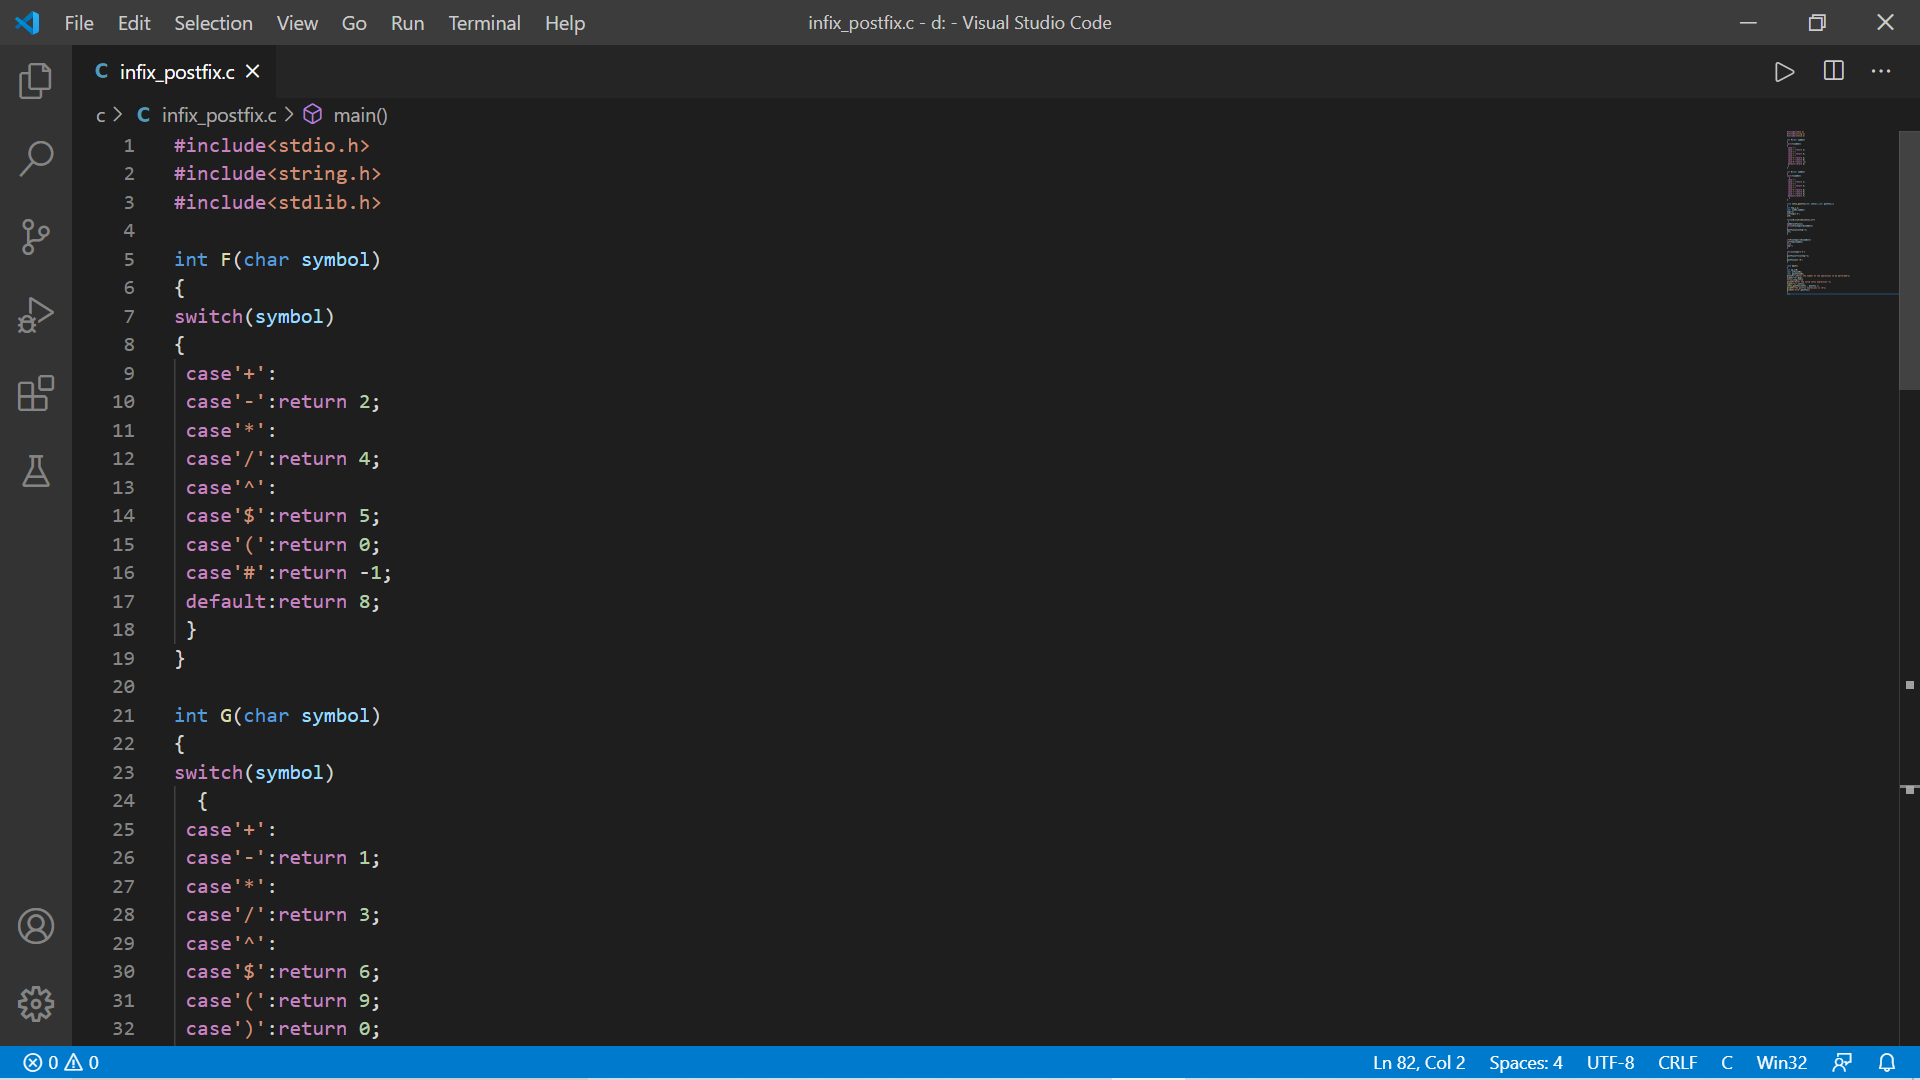 File Edit Selection View Go Run Terminal Help infix_postfix.c - d: - Visual Studio Code
C infix_postfix.c
c > C infix_postfix.c > main()
1 #include<stdio.h>
2 #include<string.h>
3 #include<stdlib.h>
4
5 int F(char symbol)
6 {
7 switch(symbol)
8 {
9 case'+':
10 case'-':return 2;
11 case'*':
12 case'/':return 4;
13 case'^':
14 case'$':return 5;
15 case'(':return 0;
16 case'#':return -1;
17 default:return 8;
18 }
19 }
20
21 int G(char symbol)
22 {
23 switch(symbol)
24 {
25 case'+':
26 case'-':return 1;
27 case'*':
28 case'/':return 3;
29 case'^':
30 case'$':return 6;
31 case'(':return 9;
32 case')':return 0;
0 0 Ln 82, Col 2 Spaces: 4 UTF-8 CRLF C Win32